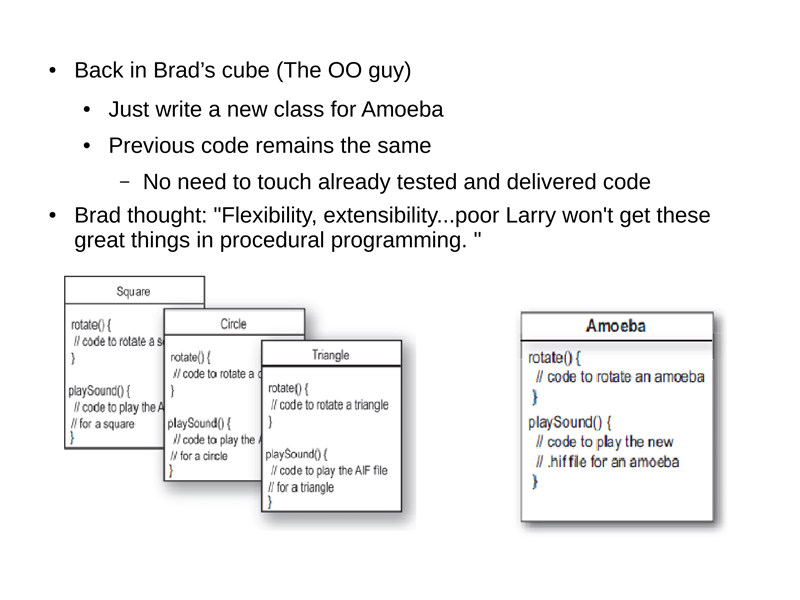 • Back in Brad’s cube (The OO guy)
• Just write a new class for Amoeba
• Previous code remains the same
– No need to touch already tested and delivered code
• Brad thought: "Flexibility, extensibility...poor Larry won't get these
great things in procedural programming. "
Square
rotate() {
// code to rotate a s
}
playSound() {
// code to play the A
// for a square
}
Circle
rotate() {
// code to rotate a c
}
playSound() {
// code to play the A
// for a circle
}
Triangle
rotate() {
// code to rotate a triangle
}
playSound() {
// code to play the AIF file
// for a triangle
}
Amoeba
rotate() {
// code to rotate an amoeba
}
playSound() {
// code to play the new
// .hif file for an amoeba
}